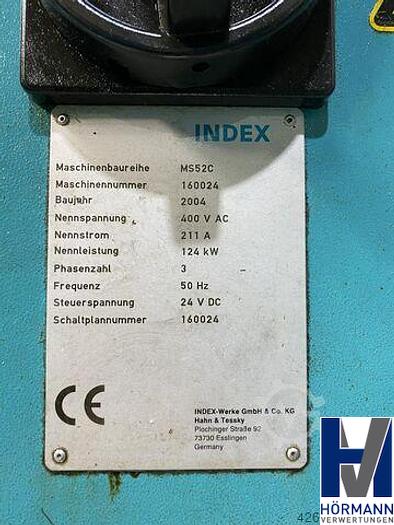 INDEX
Maschinenbaureihe MS52C
Maschinennummer 160024
Baujahr 2004
Nennspannung 400 V AC
Nennstrom 211 A
Nennleistung 124 kW
Phasenzahl 3
Frequenz 50 Hz
Steuerspannung 24 V DC
Schaltplannummer 160024
CE
INDEX-Werke GmbH & Co. KG
Hahn & Tessky
Plochinger Straße 92
73730 Esslingen
Germany
HÖRMANN
VERWERTUNGEN